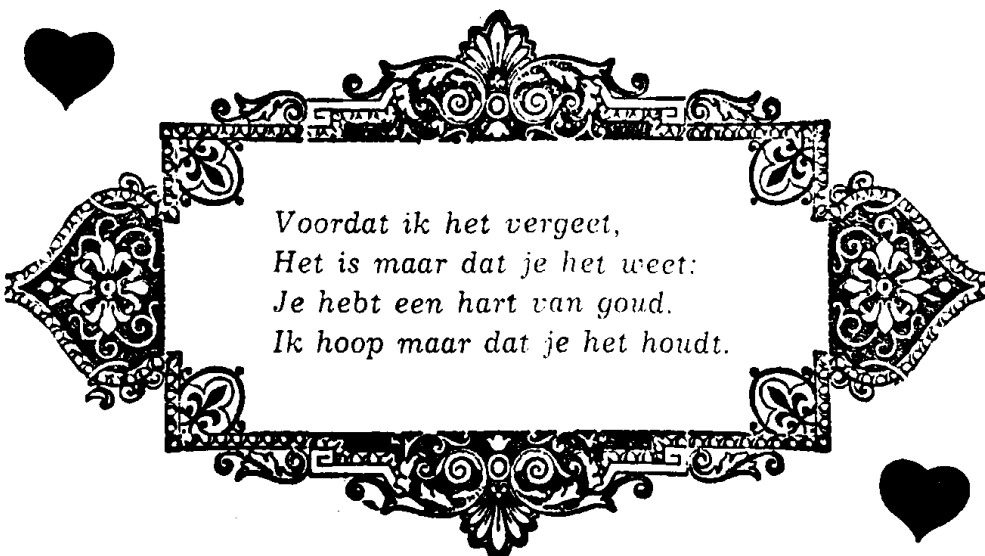 Voordat ik het vergeet,
Het is maar dat je het weet:
Je hebt een hart van goud.
Ik hoop maar dat je het houdt.